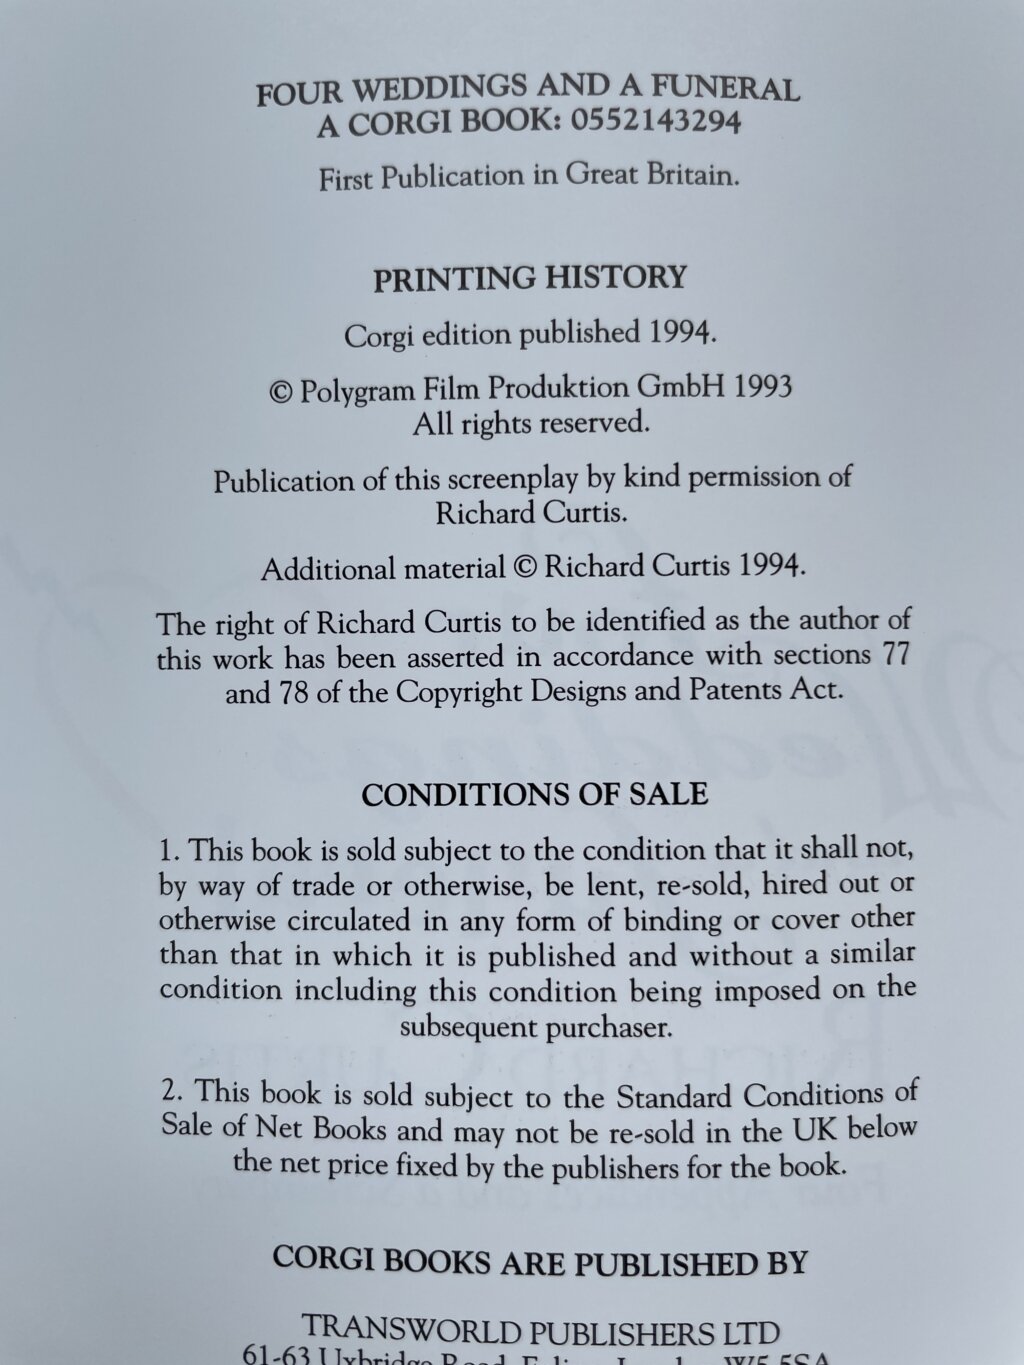 FOUR WEDDINGS AND A FUNERAL
A CORGI BOOK: 0552143294
First Publication in Great Britain.
PRINTING HISTORY
Corgi edition published 1994.
© Polygram Film Produktion GmbH 1993
All rights reserved.
Publication of this screenplay by kind permission of
Richard Curtis.
Additional material © Richard Curtis 1994.
The right of Richard Curtis to be identified as the author of
this work has been asserted in accordance with sections 77
and 78 of the Copyright Designs and Patents Act.
CONDITIONS OF SALE
1. This book is sold subject to the condition that it shall not,
by way of trade or otherwise, be lent, re-sold, hired out or
otherwise circulated in any form of binding or cover other
than that in which it is published and without a similar
condition including this condition being imposed on the
subsequent purchaser.
2. This book is sold subject to the Standard Conditions of
Sale of Net Books and may not be re-sold in the UK below
the net price fixed by the publishers for the book.
CORGI BOOKS ARE PUBLISHED BY
TRANSWORLD PUBLISHERS LTD
61-63 Uxbridge Road, W5 5SA